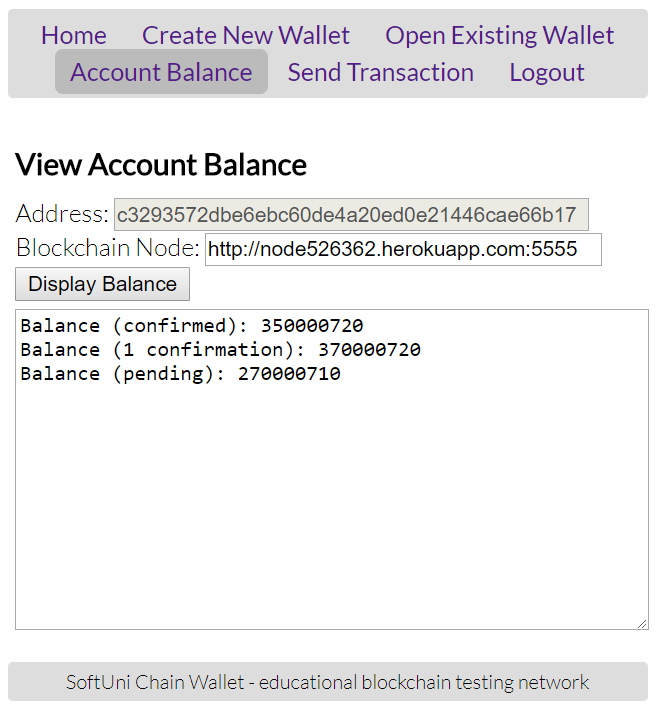 Home Create New Wallet Open Existing Wallet
Account Balance Send Transaction Logout
View Account Balance
Address: c3293572dbe6ebc60de4a20ed0e21446cae66b17
Blockchain Node: http://node526362.herokuapp.com:5555
Display Balance
Balance (confirmed): 350000720
Balance (1 confirmation): 370000720
Balance (pending): 270000710
SoftUni Chain Wallet - educational blockchain testing network